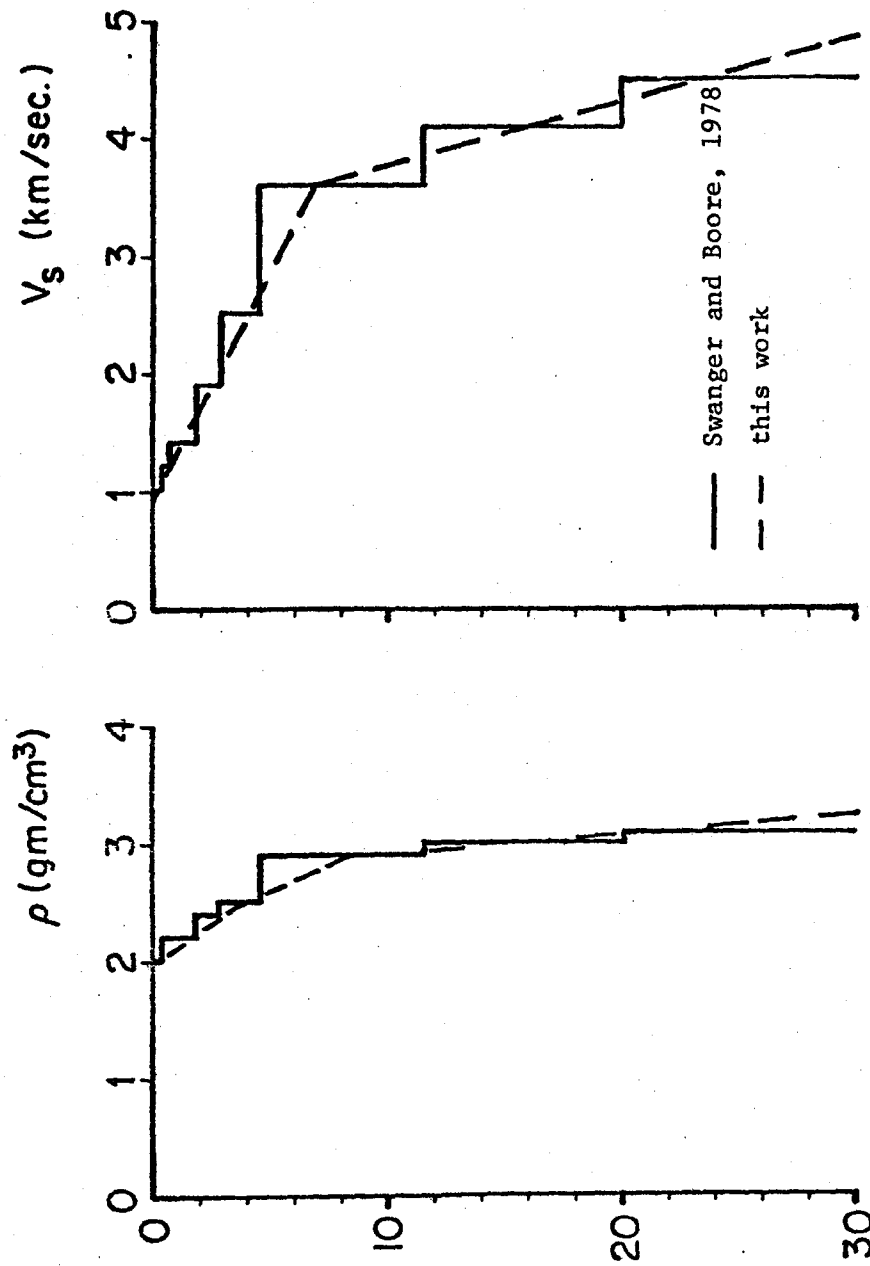 ρ (gm/cm³)
0 1 2 3 4
0
10
20
30
V_S (km/sec.)
0 1 2 3 4 5
Swanger and Boore, 1978
this work